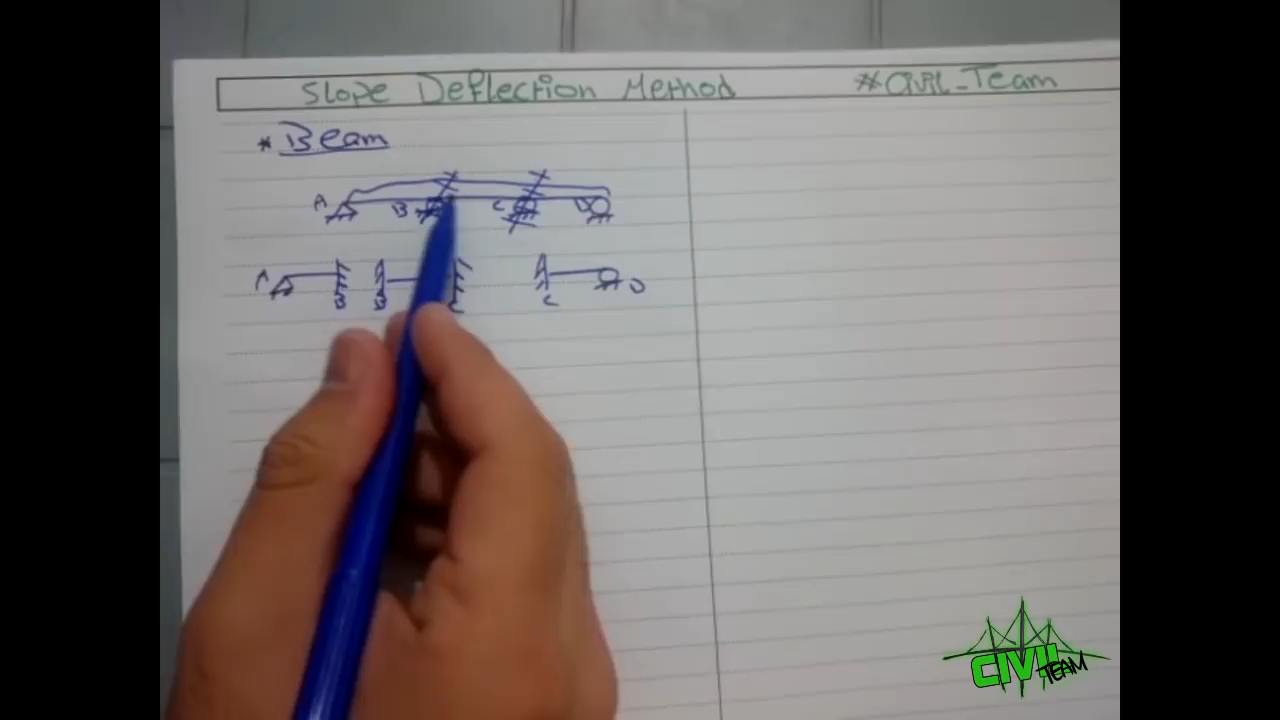 Slope Deflection Method #Civil_Team
* Beam
A B C D
A B B C C D
CIVIL TEAM